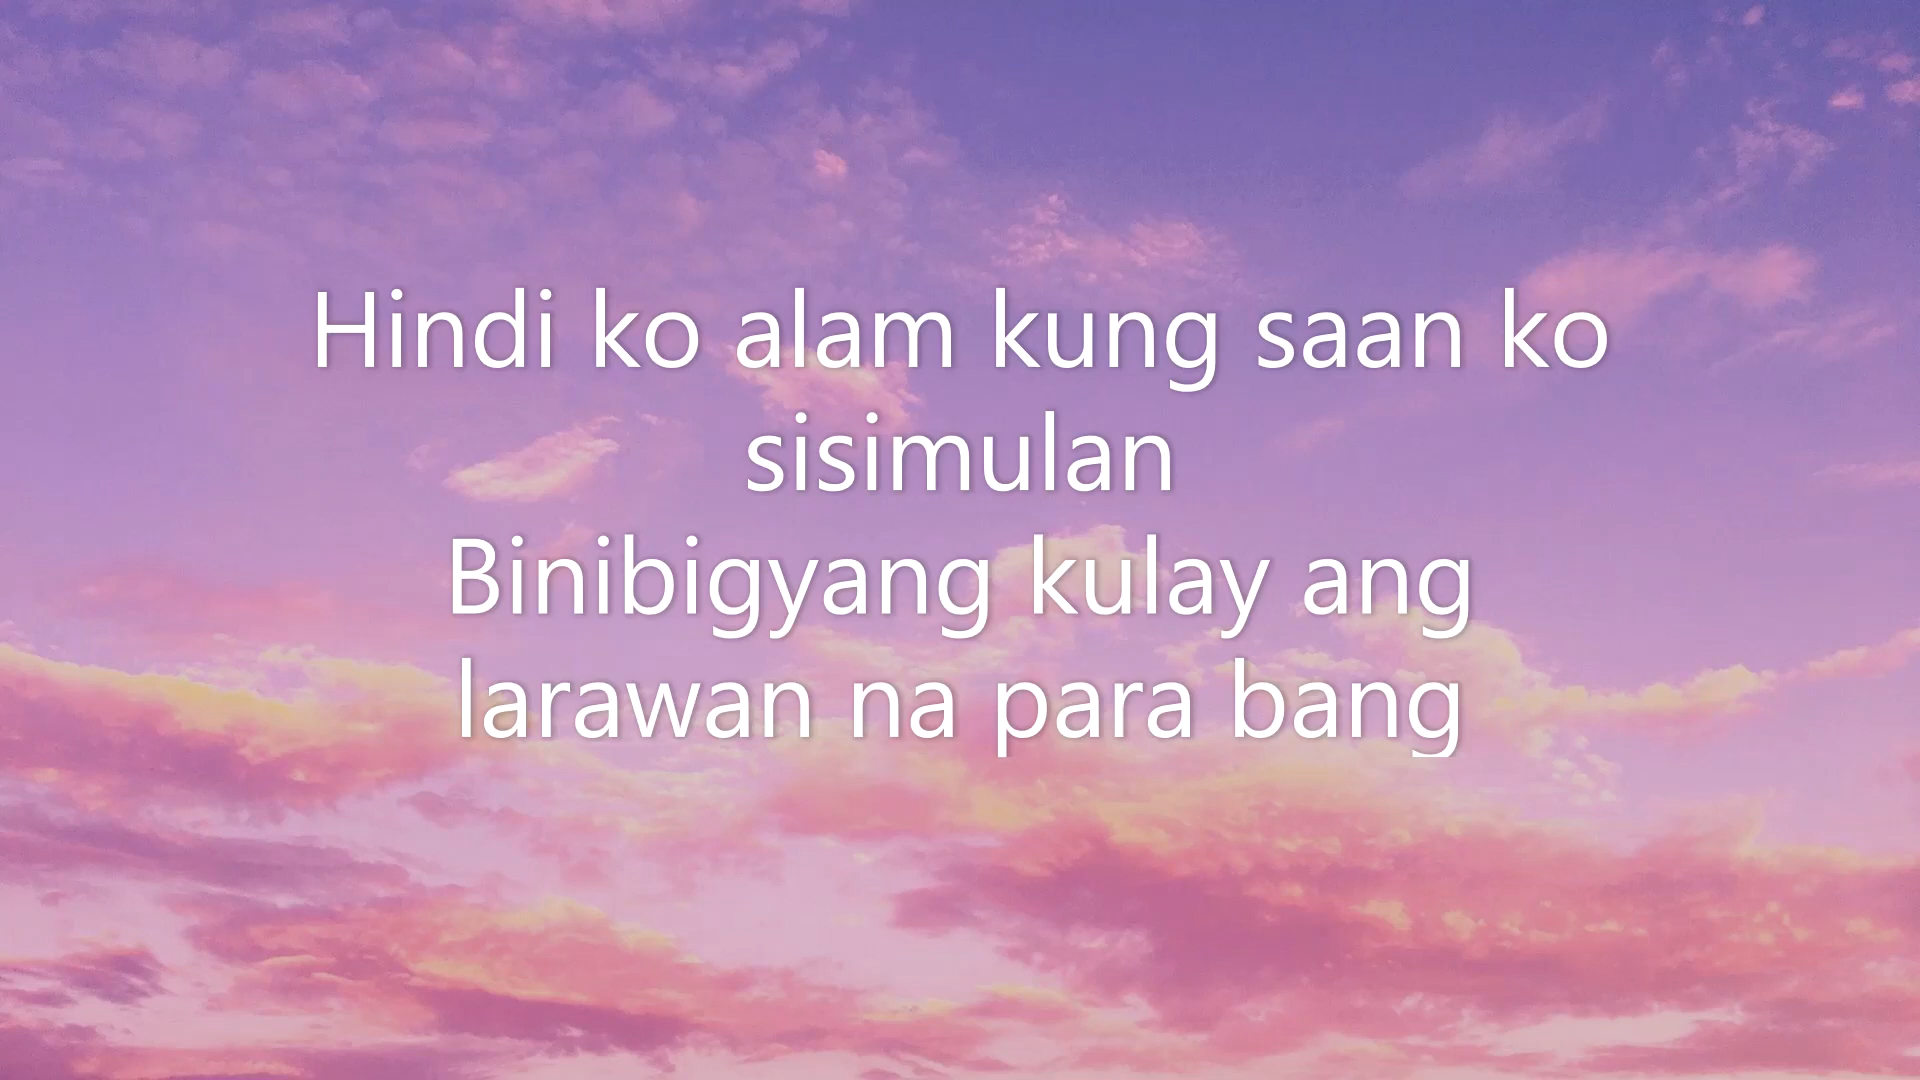 Hindi ko alam kung saan ko
sisimulan
Binibigyang kulay ang
larawan na para bang